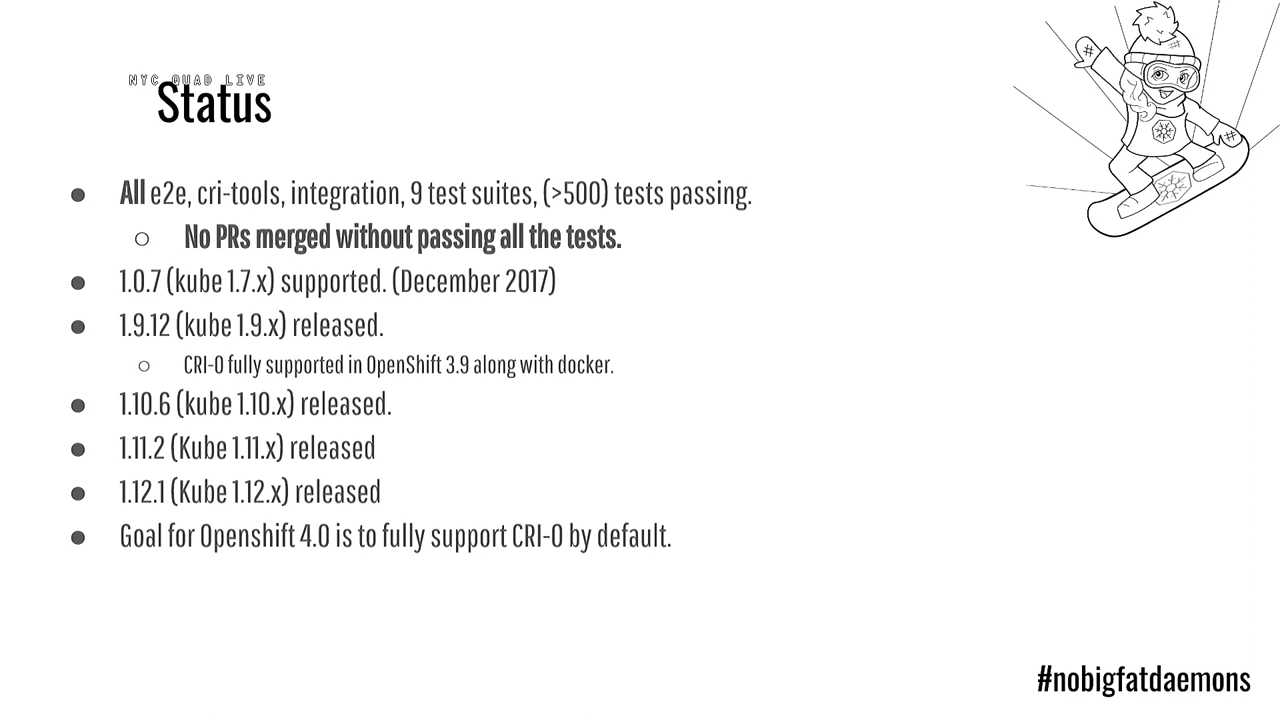 NYC QUAD LIVE
Status
● All e2e, cri-tools, integration, 9 test suites, (>500) tests passing.
○ No PRs merged without passing all the tests.
● 1.0.7 (kube 1.7.x) supported. (December 2017)
● 1.9.12 (kube 1.9.x) released.
○ CRI-O fully supported in OpenShift 3.9 along with docker.
● 1.10.6 (kube 1.10.x) released.
● 1.11.2 (Kube 1.11.x) released
● 1.12.1 (Kube 1.12.x) released
● Goal for Openshift 4.0 is to fully support CRI-O by default.
#nobigfatdaemons